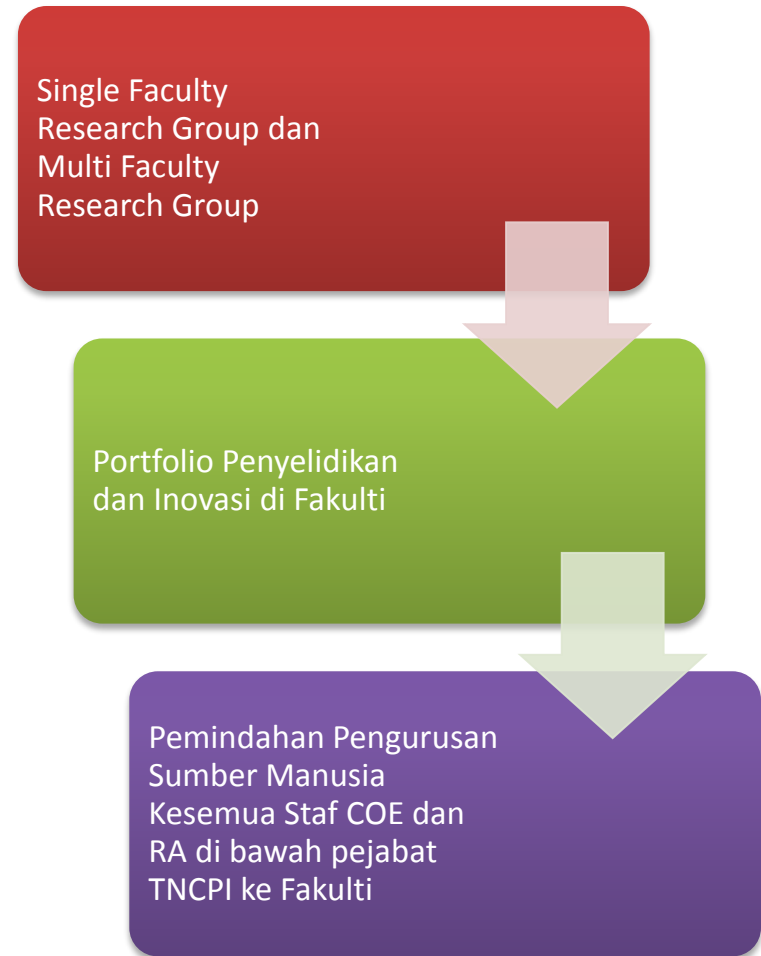 Single Faculty
Research Group dan
Multi Faculty
Research Group
Portfolio Penyelidikan
dan Inovasi di Fakulti
Pemindahan Pengurusan
Sumber Manusia
Kesemua Staf COE dan
RA di bawah pejabat
TNCPI ke Fakulti